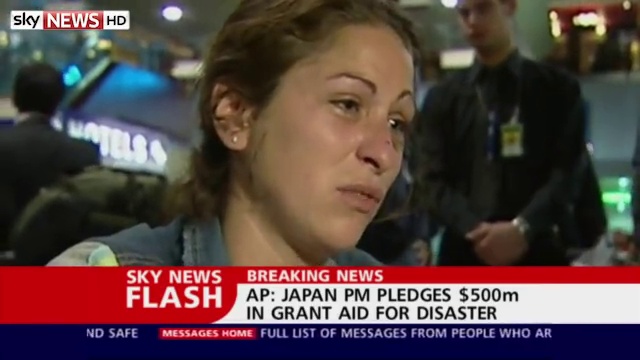 sky NEWS HD
HOTELS
SKY NEWS
FLASH
BREAKING NEWS
AP: JAPAN PM PLEDGES $500m
IN GRANT AID FOR DISASTER
ND SAFE MESSAGES HOME FULL LIST OF MESSAGES FROM PEOPLE WHO AR